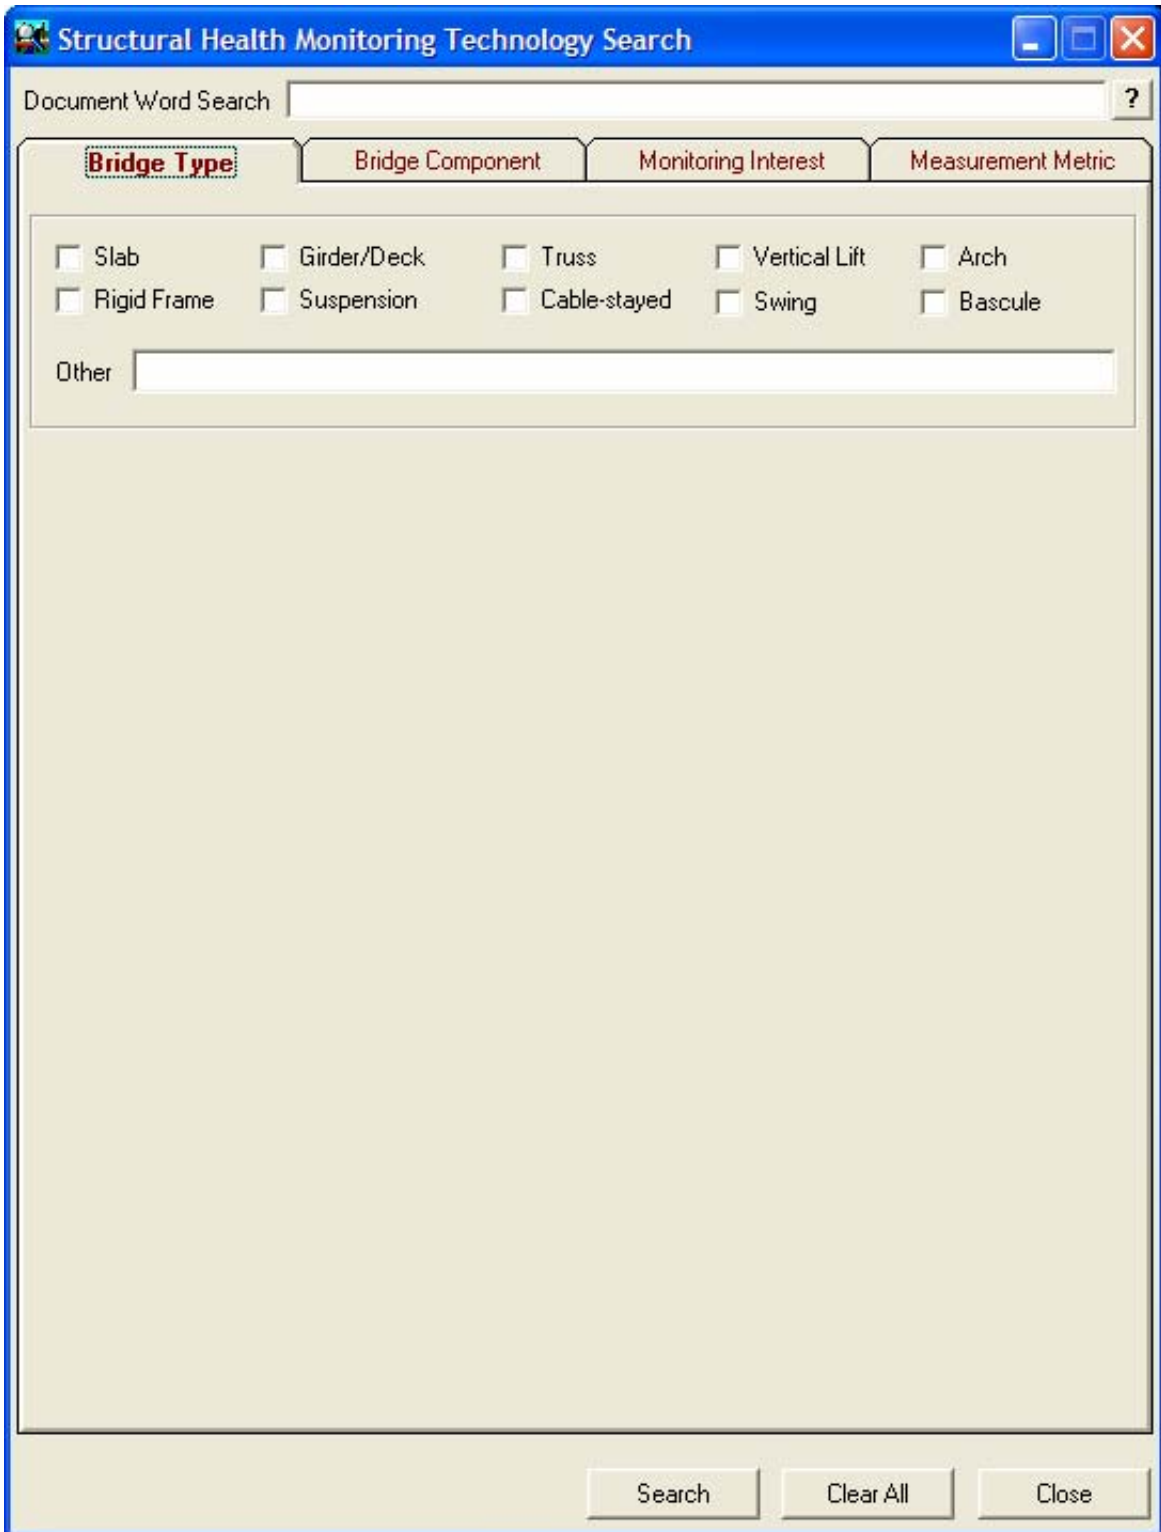 Structural Health Monitoring Technology Search
Document Word Search ?
Bridge Type Bridge Component Monitoring Interest Measurement Metric
Slab Girder/Deck Truss Vertical Lift Arch
Rigid Frame Suspension Cable-stayed Swing Bascule
Other
Search Clear All Close